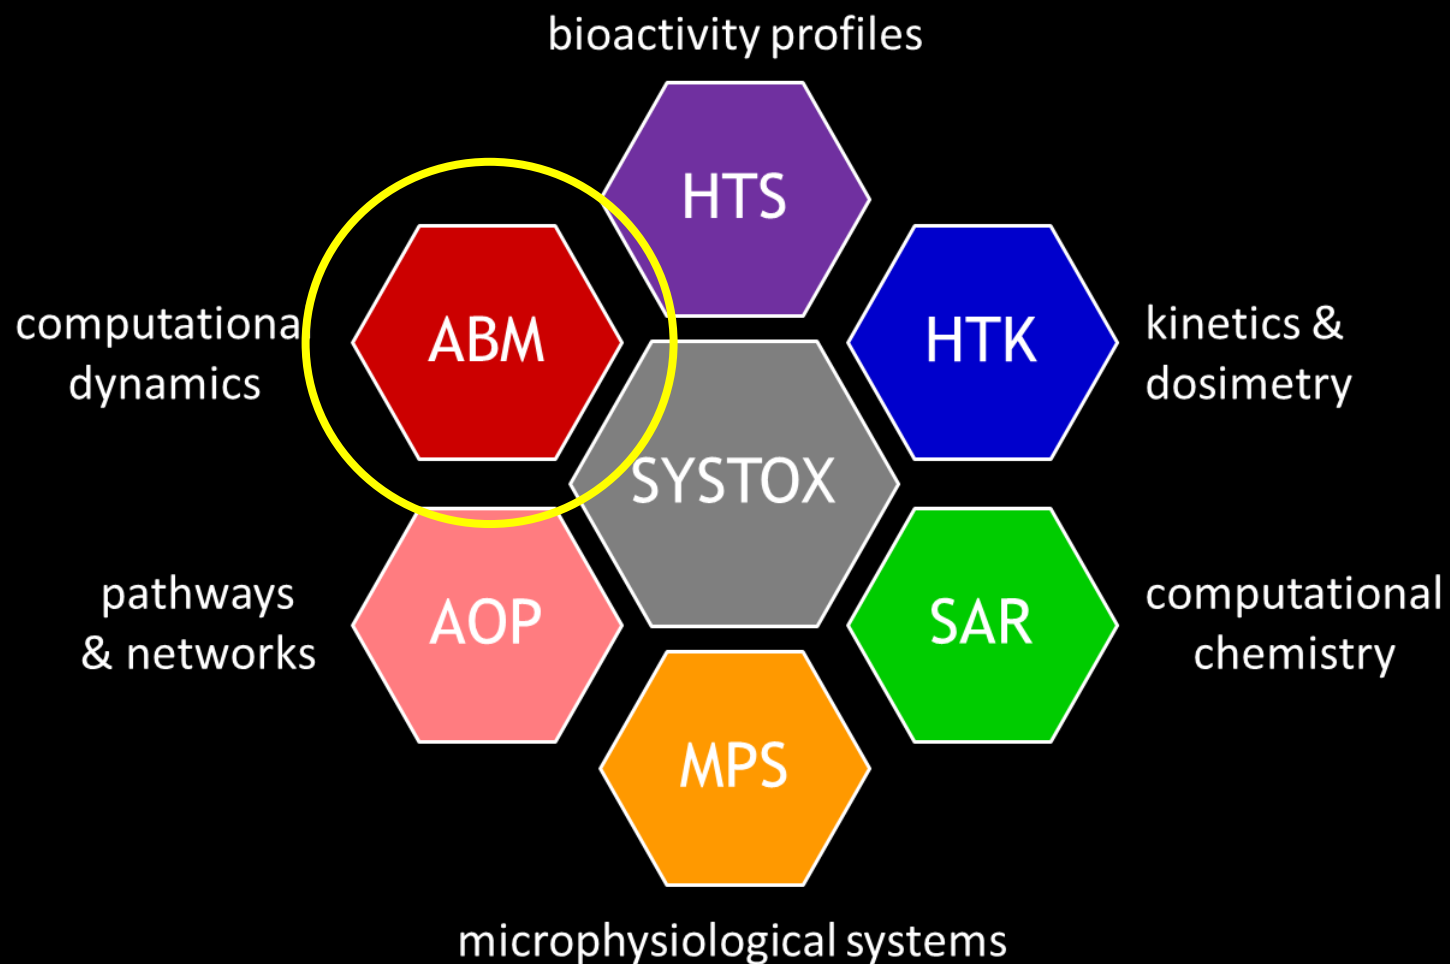 bioactivity profiles
HTS
ABM
computationa
dynamics
HTK
kinetics &
dosimetry
SYSTOX
AOP
pathways
& networks
SAR
computational
chemistry
MPS
microphysiological systems